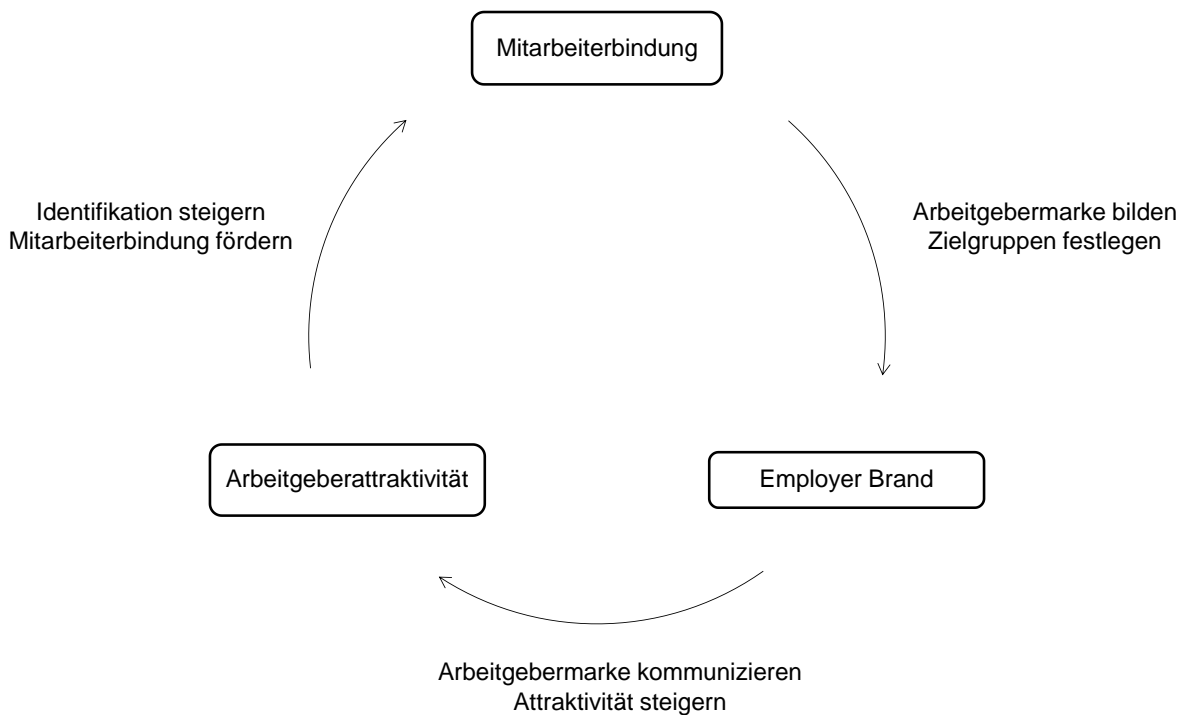 Mitarbeiterbindung
Identifikation steigern
Mitarbeiterbindung fördern
Arbeitgebermarke bilden
Zielgruppen festlegen
Arbeitgeberattraktivität
Employer Brand
Arbeitgebermarke kommunizieren
Attraktivität steigern